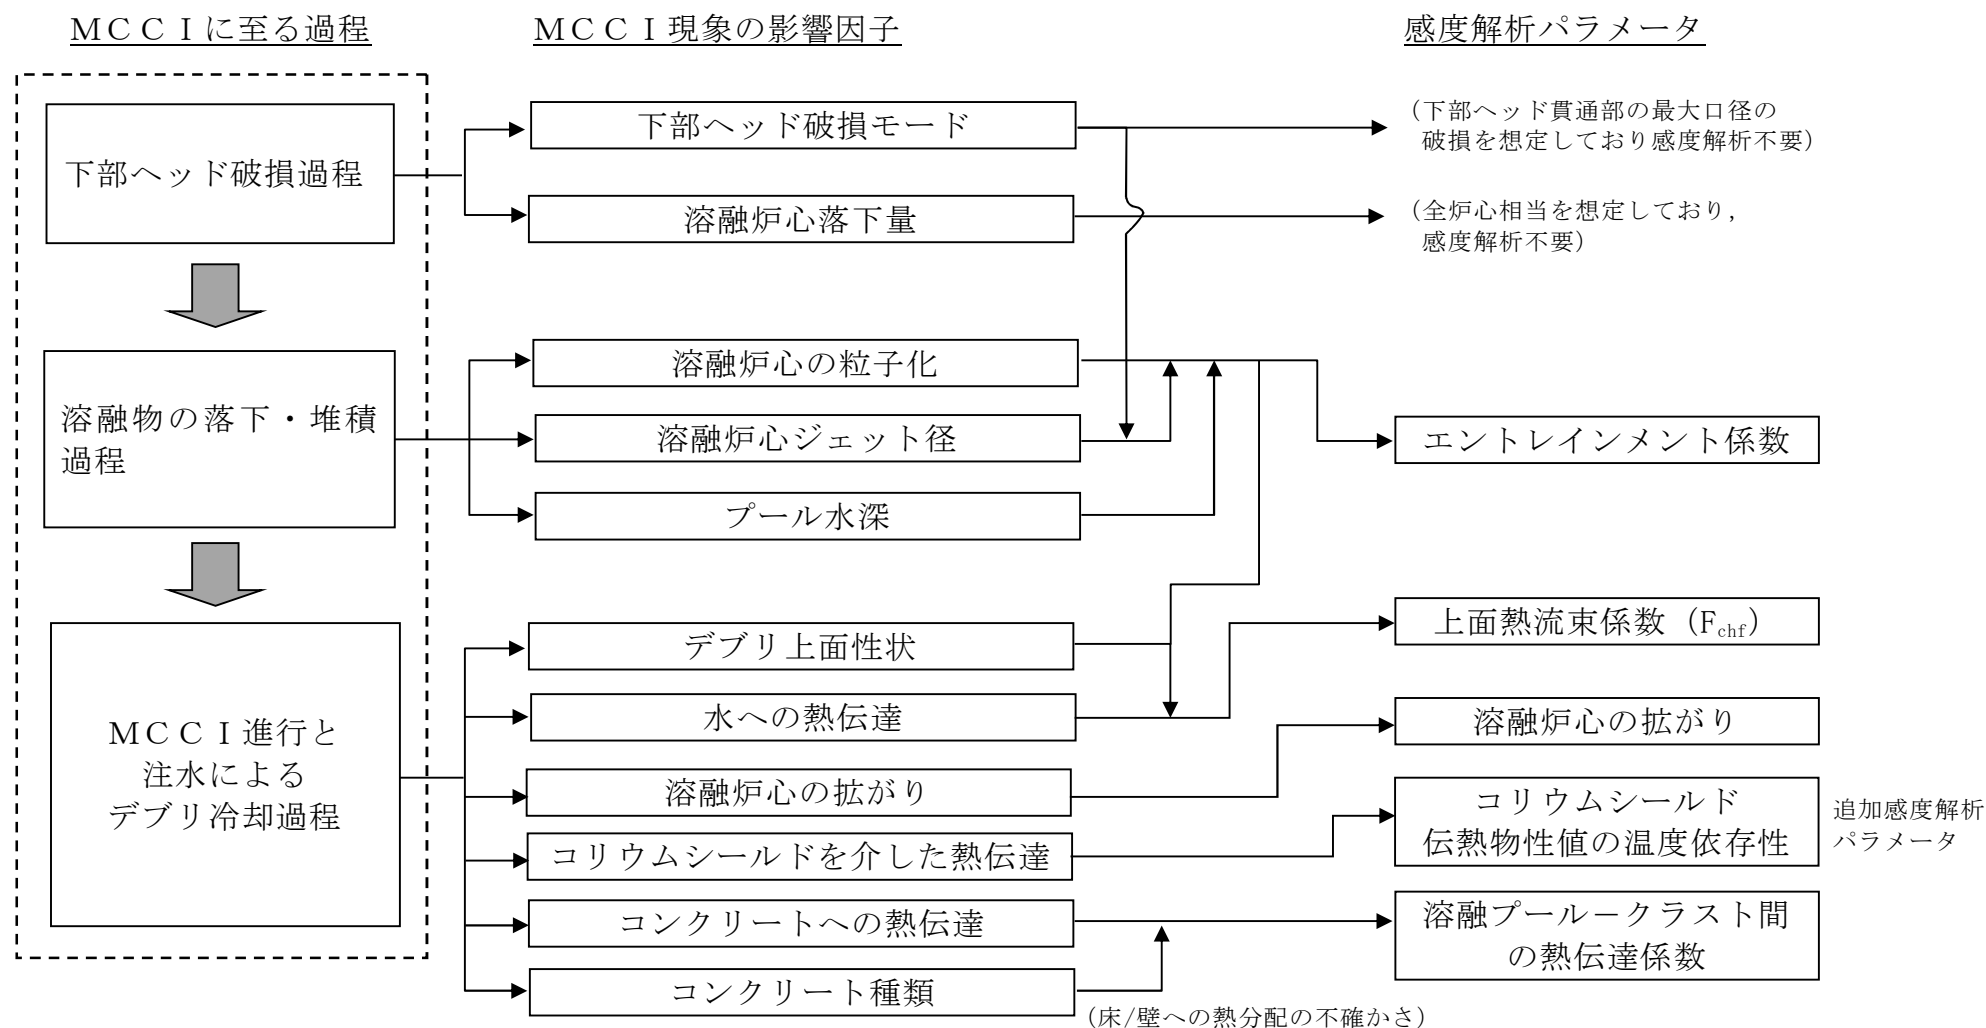 ＭＣＣＩに至る過程
ＭＣＣＩ現象の影響因子
感度解析パラメータ
下部ヘッド破損過程
下部ヘッド破損モード
（下部ヘッド貫通部の最大口径の
破損を想定しており感度解析不要）
溶融炉心落下量
（全炉心相当を想定しており，
感度解析不要）
溶融物の落下・堆積
過程
溶融炉心の粒子化
溶融炉心ジェット径
プール水深
エントレインメント係数
ＭＣＣＩ進行と
注水による
デブリ冷却過程
デブリ上面性状
水への熱伝達
溶融炉心の拡がり
コリウムシールドを介した熱伝達
コンクリートへの熱伝達
コンクリート種類
（床/壁への熱分配の不確かさ）
上面熱流束係数（Fchf）
溶融炉心の拡がり
コリウムシールド
伝熱物性値の温度依存性
追加感度解析
パラメータ
溶融プール－クラスト間
の熱伝達係数